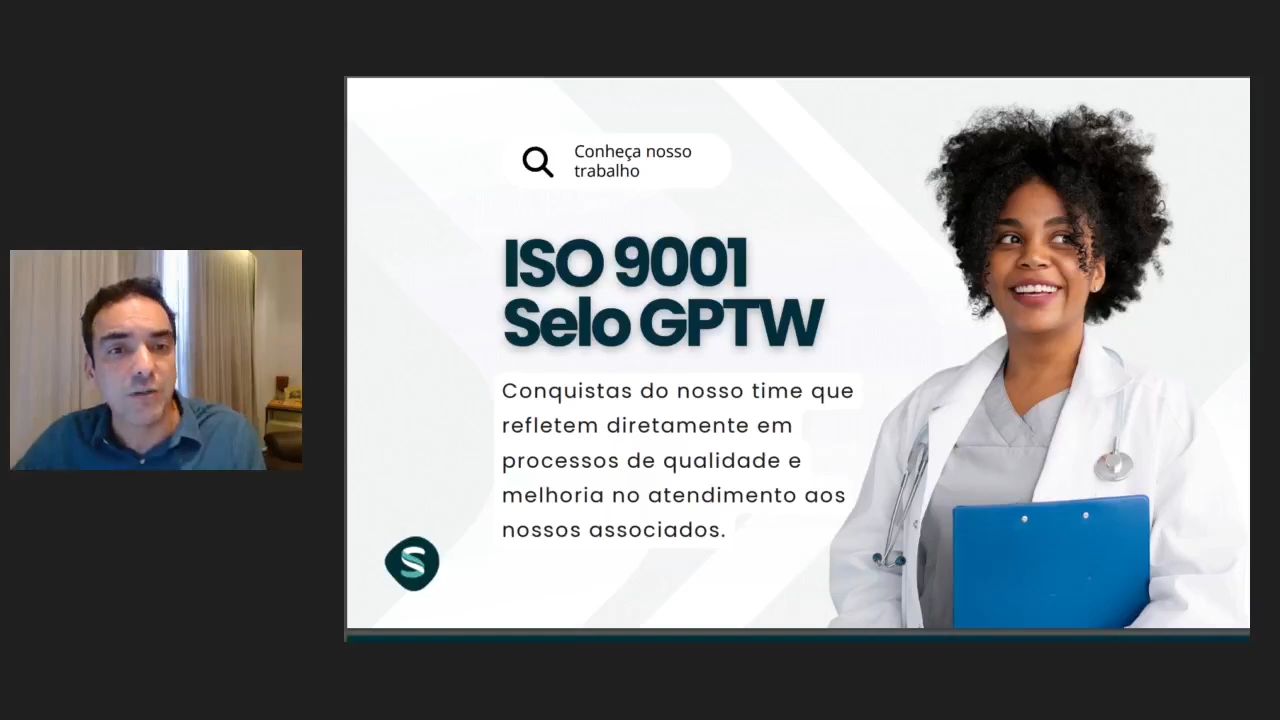 Conheça nosso
trabalho
ISO 9001
Selo GPTW
Conquistas do nosso time que
refletem diretamente em
processos de qualidade e
melhoria no atendimento aos
nossos associados.
S